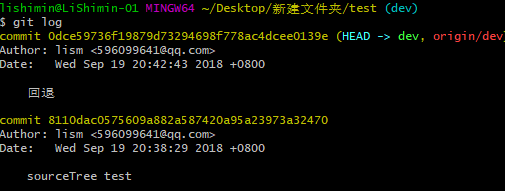 lishimin@LiShimin-01 MINGW64 ~/Desktop/新建文件夹/test (dev)
$ git log
commit 0dce59736f19879d73294698f778ac4dcee0139e (HEAD -> dev, origin/dev)
Author: lism <596099641@qq.com>
Date:   Wed Sep 19 20:42:43 2018 +0800
回退
commit 8110dac0575609a882a587420a95a23973a32470
Author: lism <596099641@qq.com>
Date:   Wed Sep 19 20:38:29 2018 +0800
sourceTree test